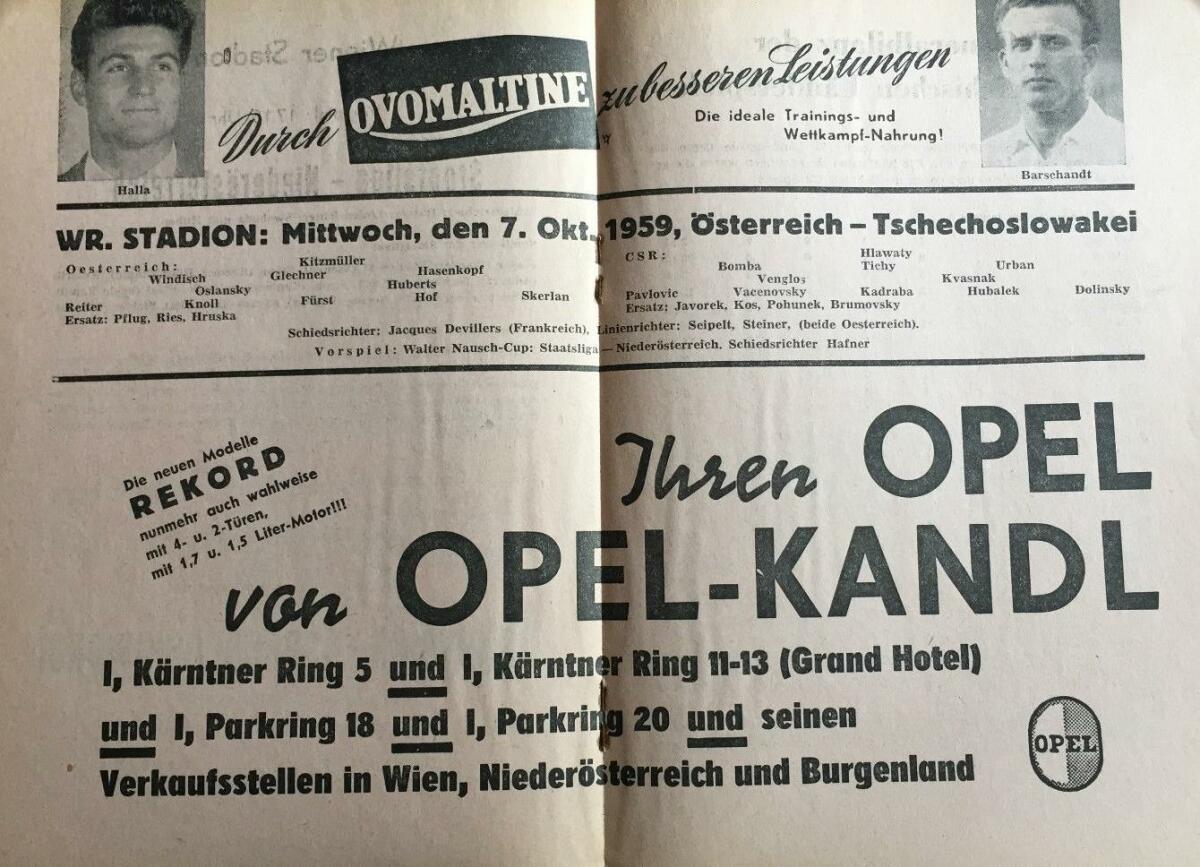 Halla
Durch OVOMALTINE zu besseren Leistungen
Die ideale Trainings- und
Wettkampf-Nahrung!
Barschandt
WR. STADION: Mittwoch, den 7. Okt. 1959, Österreich – Tschechoslowakei
Oesterreich:
Kitzmüller
Windisch Glechner Hasenkopf
Oslansky Huberts
Reiter Knoll Fürst Hof Skerlan
Ersatz: Pflug, Ries, Hruska
CSR:
Hlawaty
Bomba Tichy Urban
Venglos Kvasnak
Pavlovic Vacenovsky Kadraba Hubalek Dolinsky
Ersatz: Javorek, Kos, Pohunek, Brumovsky
Schiedsrichter: Jacques Devillers (Frankreich), Linienrichter: Seipelt, Steiner, (beide Oesterreich).
Vorspiel: Walter Nausch-Cup: Staatsliga — Niederösterreich. Schiedsrichter Hafner
Die neuen Modelle
REKORD
nunmehr auch wahlweise
mit 4- u. 2-Türen,
mit 1,7 u. 1,5 Liter-Motor!!!
Ihren OPEL
von OPEL-KANDL
I, Kärntner Ring 5 und I, Kärntner Ring 11-13 (Grand Hotel)
und I, Parkring 18 und I, Parkring 20 und seinen
Verkaufsstellen in Wien, Niederösterreich und Burgenland
OPEL